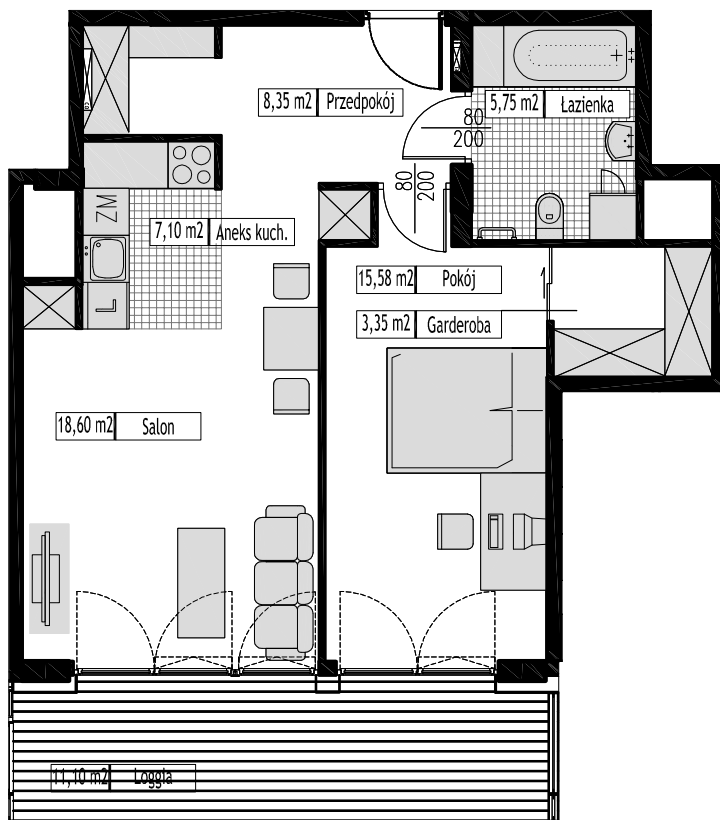 8,35 m2 Przedpokój
5,75 m2 Łazienka
80
200
80
200
ZM
7,10 m2 Aneks kuch.
15,58 m2 Pokój
1
L
3,35 m2 Garderoba
18,60 m2 Salon
11,10 m2 Loggia